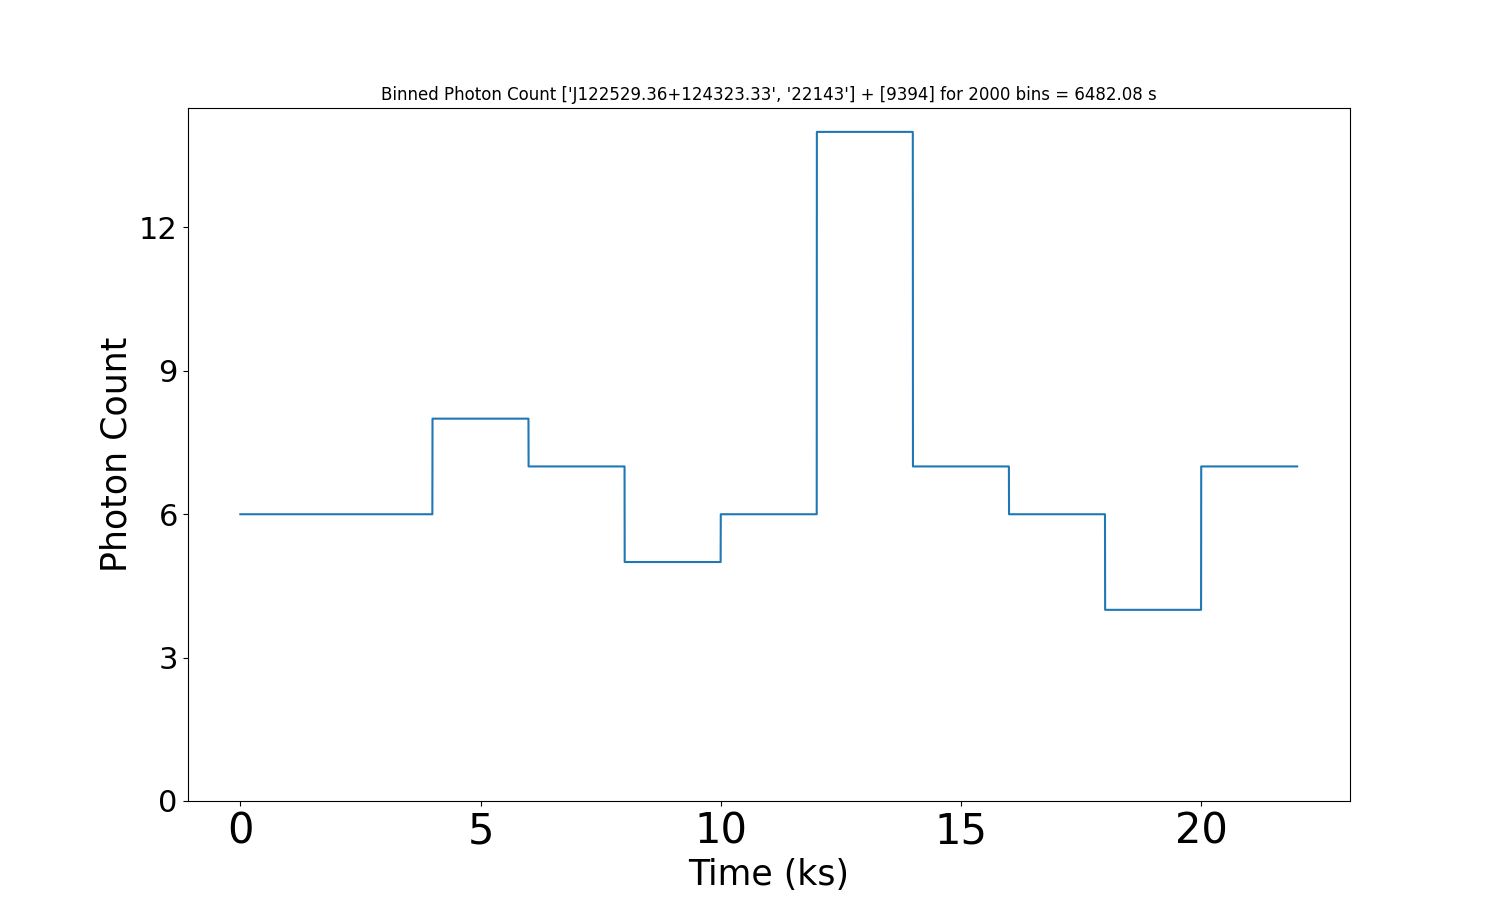 Binned Photon Count ['J122529.36+124323.33', '22143'] + [9394] for 2000 bins = 6482.08 s
12
9
6
3
0
Photon Count
0 5 10 15 20
Time (ks)